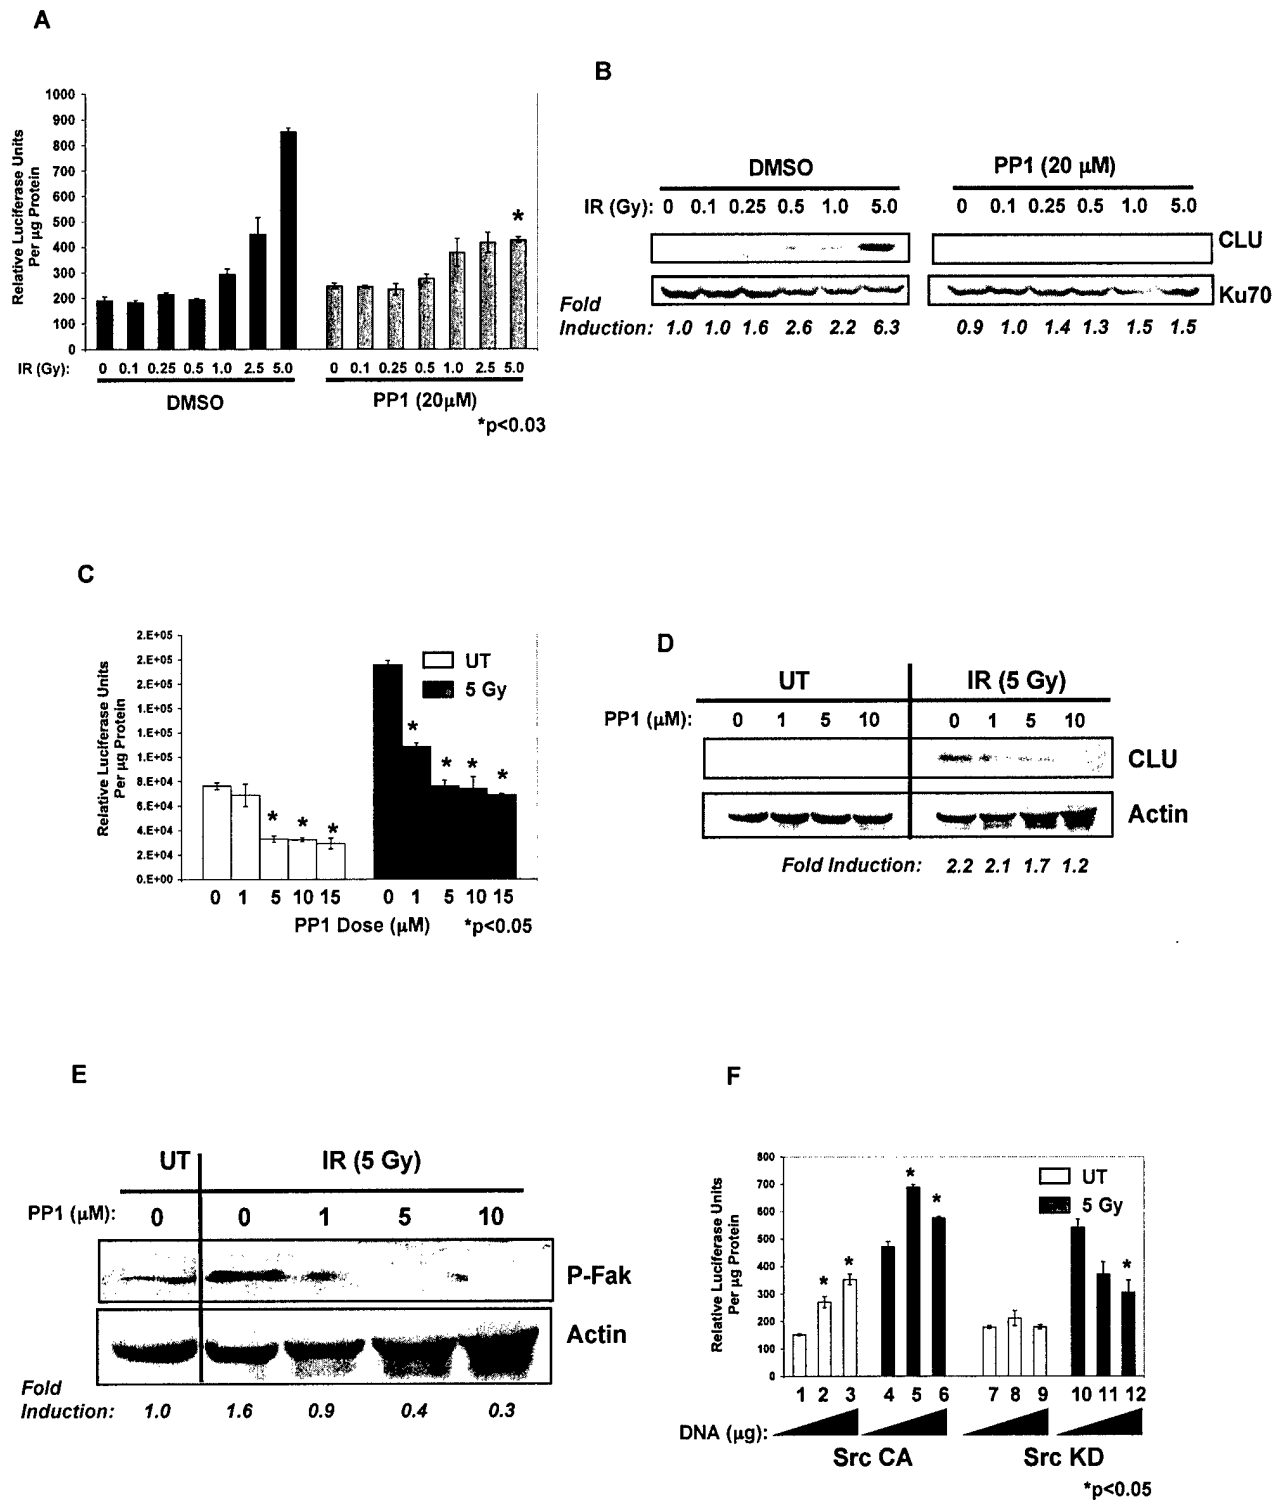 A
Relative Luciferase Units
Per µg Protein
1000
900
800
700
600
500
400
300
200
100
0
*
IR (Gy): 0 0.1 0.25 0.5 1.0 2.5 5.0 0 0.1 0.25 0.5 1.0 2.5 5.0
DMSO PP1 (20µM)
*p<0.03
B
DMSO PP1 (20 µM)
IR (Gy): 0 0.1 0.25 0.5 1.0 5.0 0 0.1 0.25 0.5 1.0 5.0
CLU
Ku70
Fold
Induction: 1.0 1.0 1.6 2.6 2.2 6.3 0.9 1.0 1.4 1.3 1.5 1.5
C
Relative Luciferase Units
Per µg Protein
2.E+05
2.E+05
2.E+05
1.E+05
1.E+05
1.E+05
8.E+04
6.E+04
4.E+04
2.E+04
0.E+00
UT
5 Gy
* * * * * * *
0 1 5 10 15 0 1 5 10 15
PP1 Dose (µM) *p<0.05
D
UT IR (5 Gy)
PP1 (µM): 0 1 5 10 0 1 5 10
CLU
Actin
Fold Induction: 2.2 2.1 1.7 1.2
E
UT IR (5 Gy)
PP1 (µM): 0 0 1 5 10
P-Fak
Actin
Fold
Induction: 1.0 1.6 0.9 0.4 0.3
F
Relative Luciferase Units
Per µg Protein
800
700
600
500
400
300
200
100
0
UT
5 Gy
* * * * *
1 2 3 4 5 6 7 8 9 10 11 12
DNA (µg):
Src CA Src KD
*p<0.05